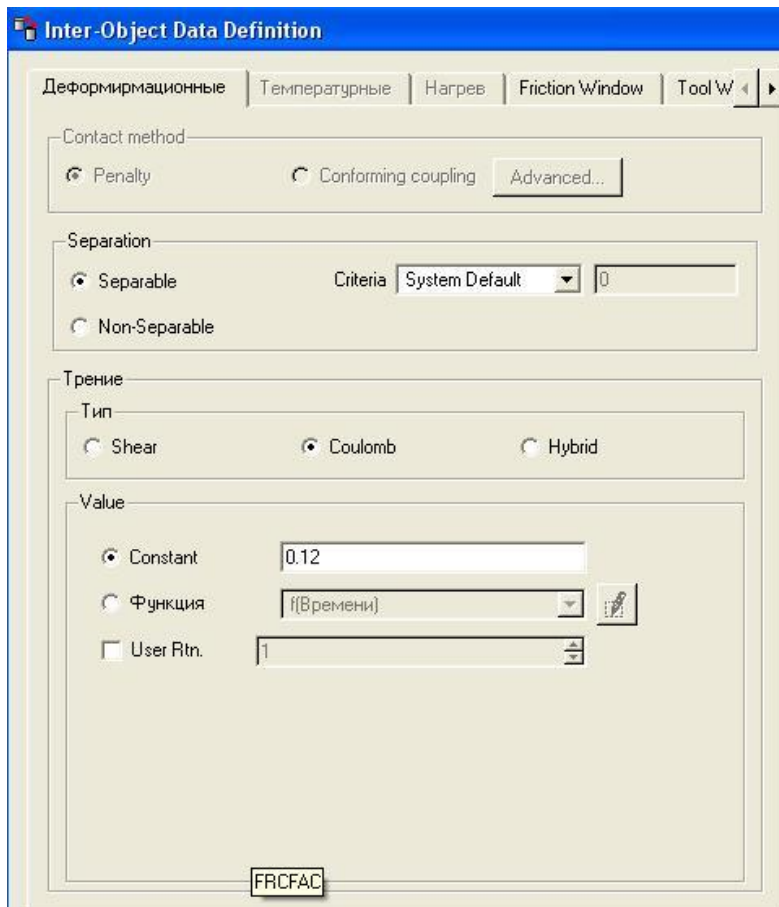 Inter-Object Data Definition
Деформирмационные Температурные Нагрев Friction Window Tool W
Contact method
Penalty Conforming coupling Advanced...
Separation
Separable Criteria System Default 0
Non-Separable
Трение
Тип
Shear Coulomb Hybrid
Value
Constant 0.12
Функция f(Времени)
User Rtn. 1
FRCFAC